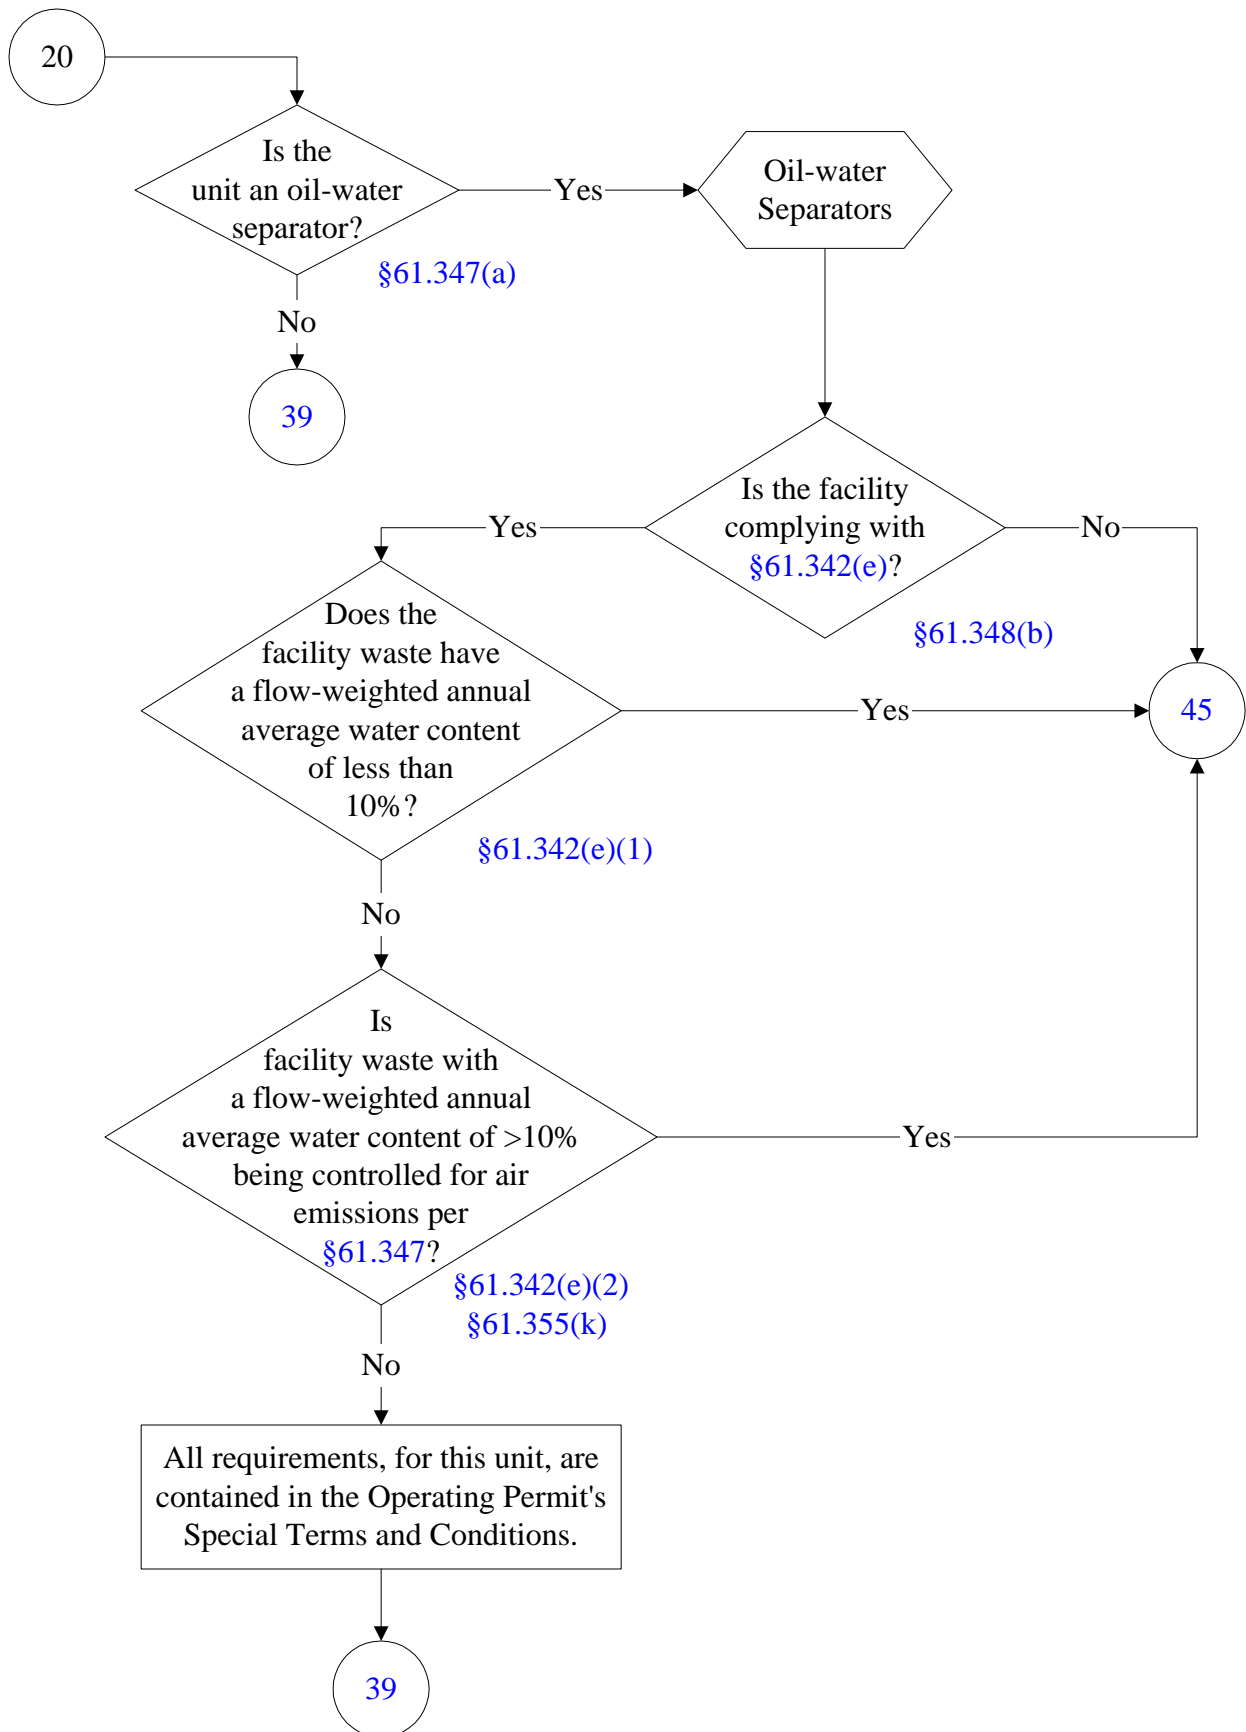 20
Is the
unit an oil-water
separator?
Yes
Oil-water
Separators
§61.347(a)
No
39
Is the facility
complying with
§61.342(e)?
Yes
No
§61.348(b)
Does the
facility waste have
a flow-weighted annual
average water content
of less than
10%?
Yes
45
§61.342(e)(1)
No
Is
facility waste with
a flow-weighted annual
average water content of >10%
being controlled for air
emissions per
§61.347?
Yes
§61.342(e)(2)
§61.355(k)
No
All requirements, for this unit, are
contained in the Operating Permit's
Special Terms and Conditions.
39